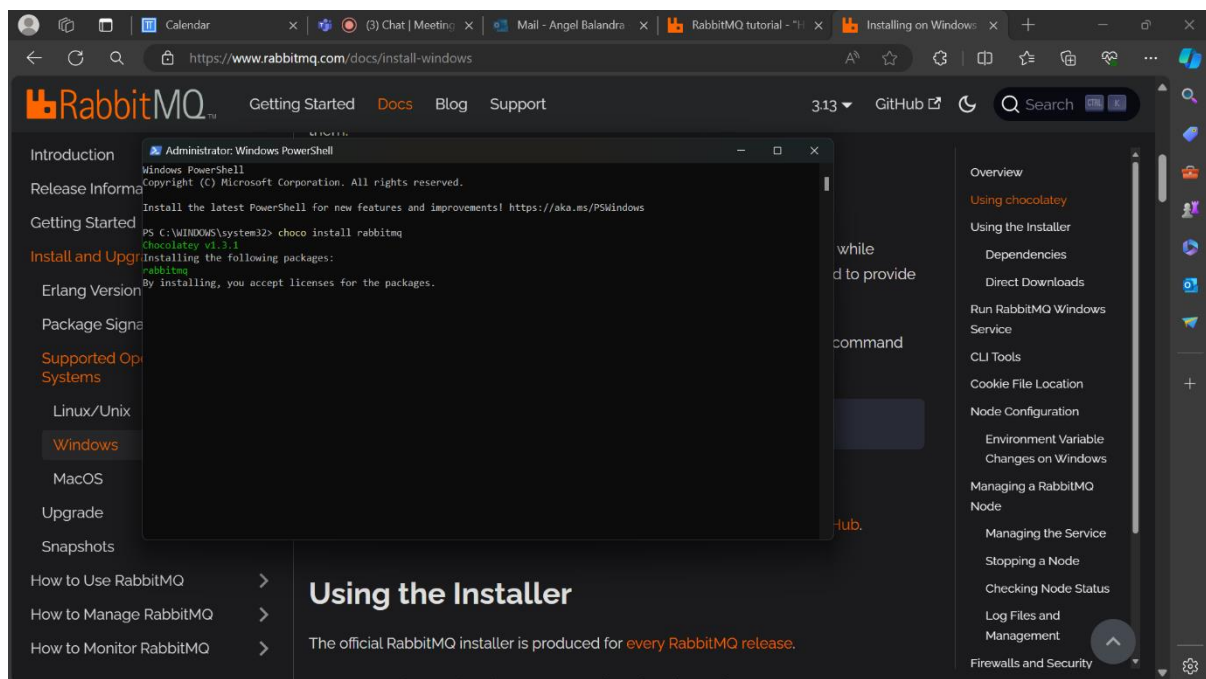 Calendar
(3) Chat | Meeting
Mail - Angel Balandra
RabbitMQ tutorial - "H
Installing on Windows
https://www.rabbitmq.com/docs/install-windows
RabbitMQ
Getting Started
Docs
Blog
Support
3.13
GitHub
Search
CTRL K
Introduction
Release Informa
Getting Started
Install and Upgr
Erlang Version
Package Signa
Supported Op
Systems
Linux/Unix
Windows
MacOS
Upgrade
Snapshots
How to Use RabbitMQ
How to Manage RabbitMQ
How to Monitor RabbitMQ
Administrator: Windows PowerShell
Windows PowerShell
Copyright (C) Microsoft Corporation. All rights reserved.
Install the latest PowerShell for new features and improvements! https://aka.ms/PSWindows
PS C:\WINDOWS\system32> choco install rabbitmq
Chocolatey v1.3.1
Installing the following packages:
rabbitmq
By installing, you accept licenses for the packages.
while
d to provide
command
Hub.
Using the Installer
The official RabbitMQ installer is produced for every RabbitMQ release.
Overview
Using chocolatey
Using the Installer
Dependencies
Direct Downloads
Run RabbitMQ Windows
Service
CLI Tools
Cookie File Location
Node Configuration
Environment Variable
Changes on Windows
Managing a RabbitMQ
Node
Managing the Service
Stopping a Node
Checking Node Status
Log Files and
Management
Firewalls and Security